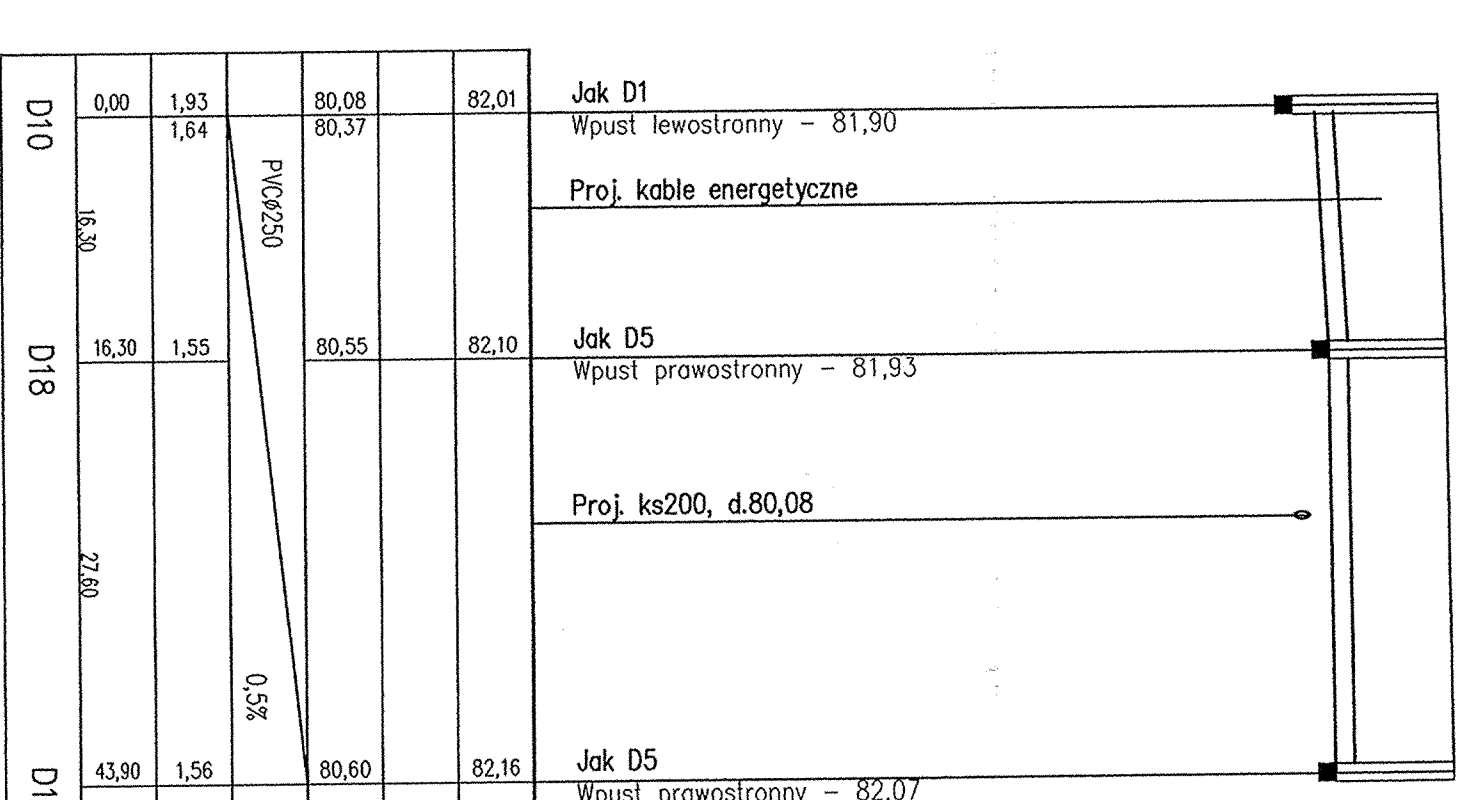 D10 0,00 1,93 80,08 82,01 Jak D1
1,64 80,37 Wpust lewostronny - 81,90
PVCø250
16,30
Proj. kable energetyczne
D18 16,30 1,55 80,55 82,10 Jak D5
Wpust prawostronny - 81,93
Proj. ks200, d.80,08
27,60
0,5%
D1 43,90 1,56 80,60 82,16 Jak D5
Wpust prawostronny - 82,07